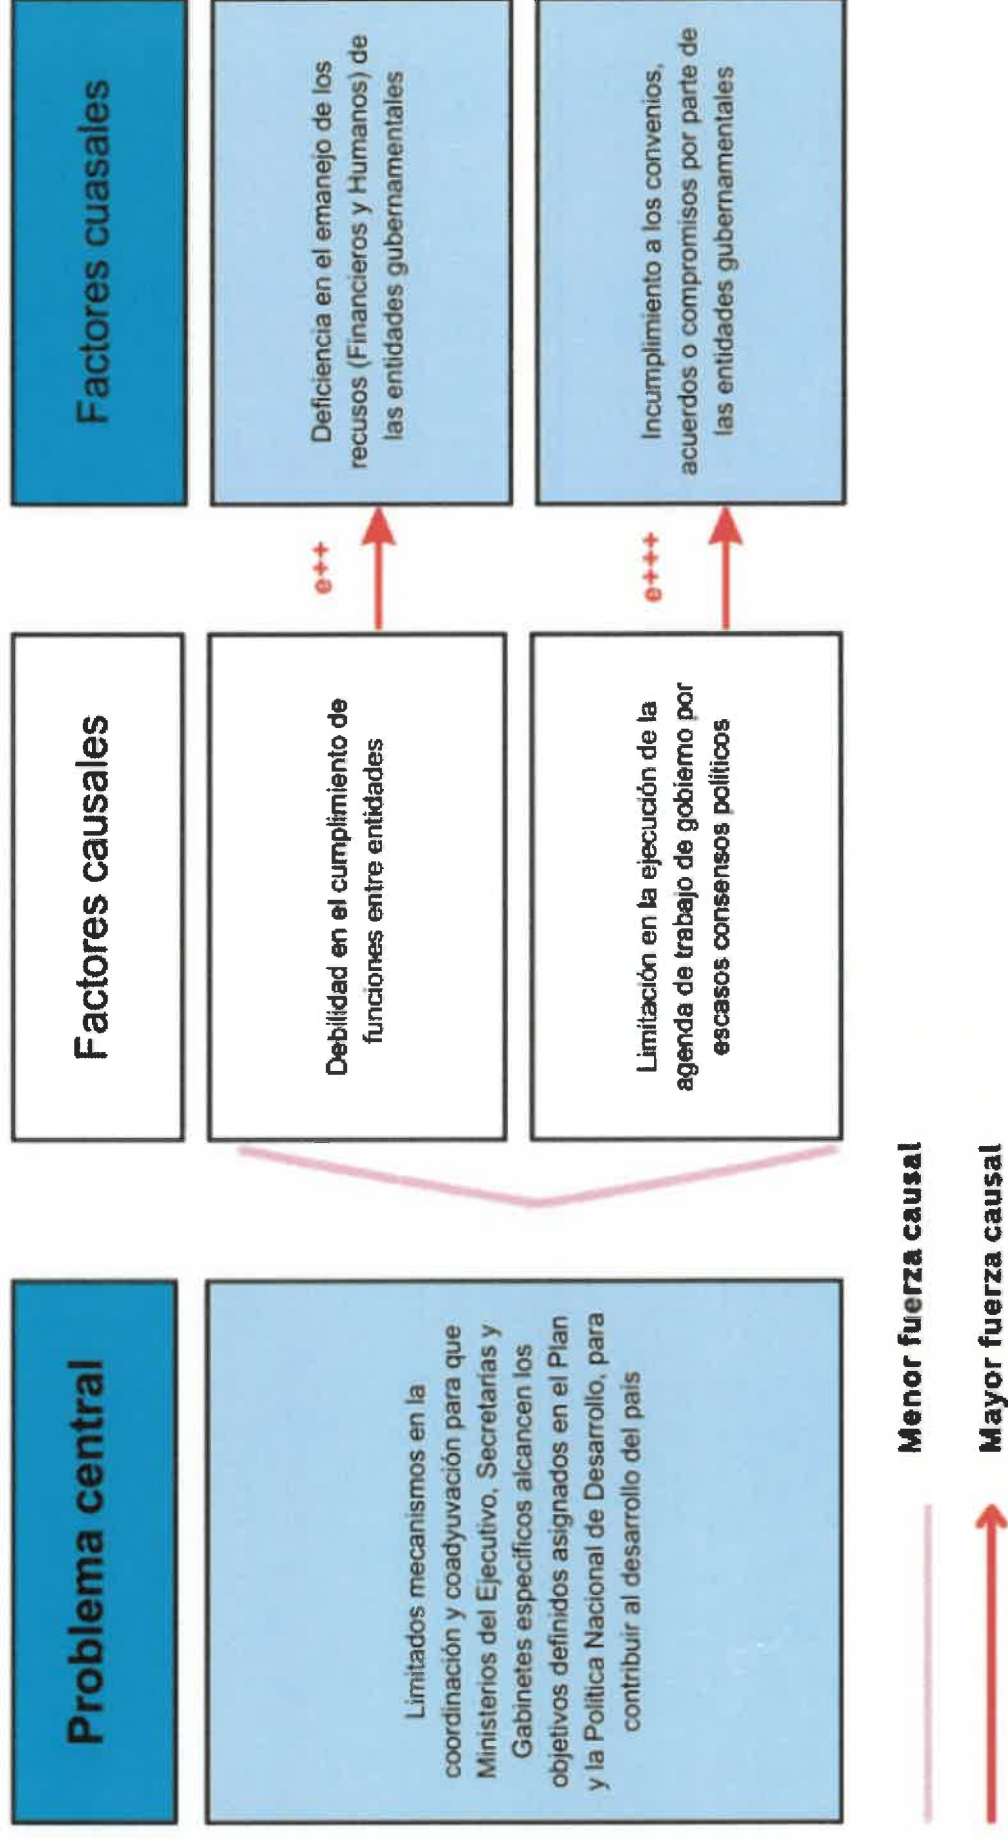 Problema central
Limitados mecanismos en la
coordinación y coadyuvación para que
Ministerios del Ejecutivo, Secretarías y
Gabinetes específicos alcancen los
objetivos definidos asignados en el Plan
y la Política Nacional de Desarrollo, para
contribuir al desarrollo del país
Factores causales
Debilidad en el cumplimiento de
funciones entre entidades
Limitación en la ejecución de la
agenda de trabajo de gobierno por
escasos consensos políticos
e++
e+++
Factores cuasales
Deficiencia en el emanejo de los
recusos (Financieros y Humanos) de
las entidades gubernamentales
Incumplimiento a los convenios,
acuerdos o compromisos por parte de
las entidades gubernamentales
Menor fuerza causal
Mayor fuerza causal